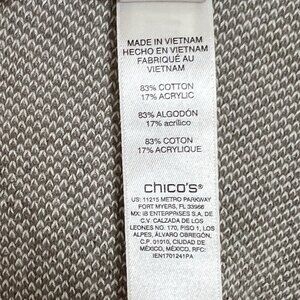 MADE IN VIETNAM
HECHO EN VIETNAM
FABRIQUÉ AU
VIETNAM
83% COTTON
17% ACRYLIC
83% ALGODÓN
17% acrílico
83% COTON
17% ACRYLIQUE
chico's®
US: 11215 METRO PARKWAY
FORT MYERS, FL 33966
MX: IB ENTERPRISES S.A. DE
C.V. CALZADA DE LOS
LEONES NO. 170, PISO 1, LOS
ALPES, ÁLVARO OBREGÓN,
C.P. 01010, CIUDAD DE
MÉXICO, MÉXICO, RFC:
IEN1701241PA